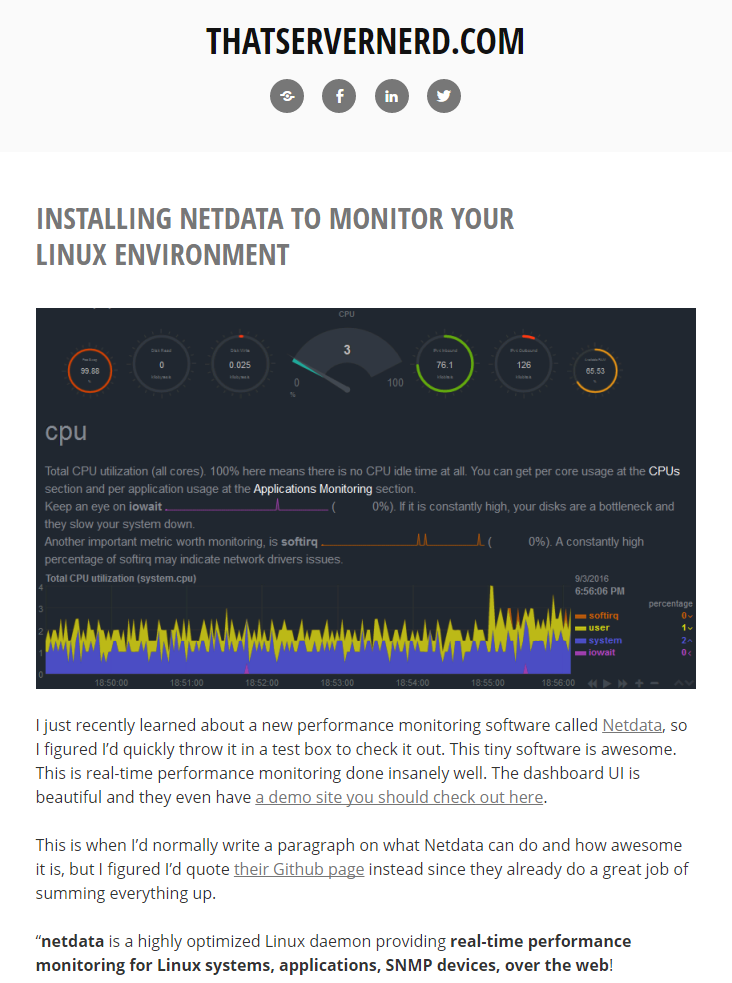 THATSERVERNERD.COM
INSTALLING NETDATA TO MONITOR YOUR
LINUX ENVIRONMENT
CPU
99.88
0
0.025
3
0
100
%
76.1
126
65.53
cpu
Total CPU utilization (all cores). 100% here means there is no CPU idle time at all. You can get per core usage at the CPUs
section and per application usage at the Applications Monitoring section.
Keep an eye on iowait ( 0%). If it is constantly high, your disks are a bottleneck and
they slow your system down.
Another important metric worth monitoring, is softirq ( 0%). A constantly high
percentage of softirq may indicate network drivers issues.
Total CPU utilization (system.cpu)
9/3/2016
6:56:06 PM
percentage
softirq 0
user 1
system 2
iowait 0
4
3
2
1
0
18:50:00 18:51:00 18:52:00 18:53:00 18:54:00 18:55:00 18:56:00
I just recently learned about a new performance monitoring software called Netdata, so
I figured I’d quickly throw it in a test box to check it out. This tiny software is awesome.
This is real-time performance monitoring done insanely well. The dashboard UI is
beautiful and they even have a demo site you should check out here.
This is when I’d normally write a paragraph on what Netdata can do and how awesome
it is, but I figured I’d quote their Github page instead since they already do a great job of
summing everything up.
“netdata is a highly optimized Linux daemon providing real-time performance
monitoring for Linux systems, applications, SNMP devices, over the web!